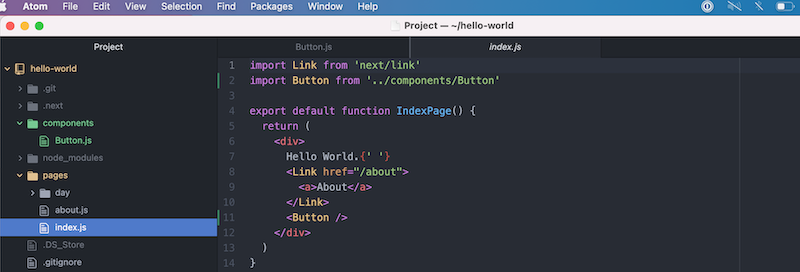 Atom File Edit View Selection Find Packages Window Help
Project — ~/hello-world
Project
Button.js
index.js
hello-world
.git
.next
components
Button.js
node_modules
pages
day
about.js
index.js
.DS_Store
.gitignore
1 import Link from 'next/link'
2 import Button from '../components/Button'
3
4 export default function IndexPage() {
5   return (
6     <div>
7       Hello World.{' '}
8       <Link href="/about">
9         <a>About</a>
10       </Link>
11       <Button />
12     </div>
13   )
14 }